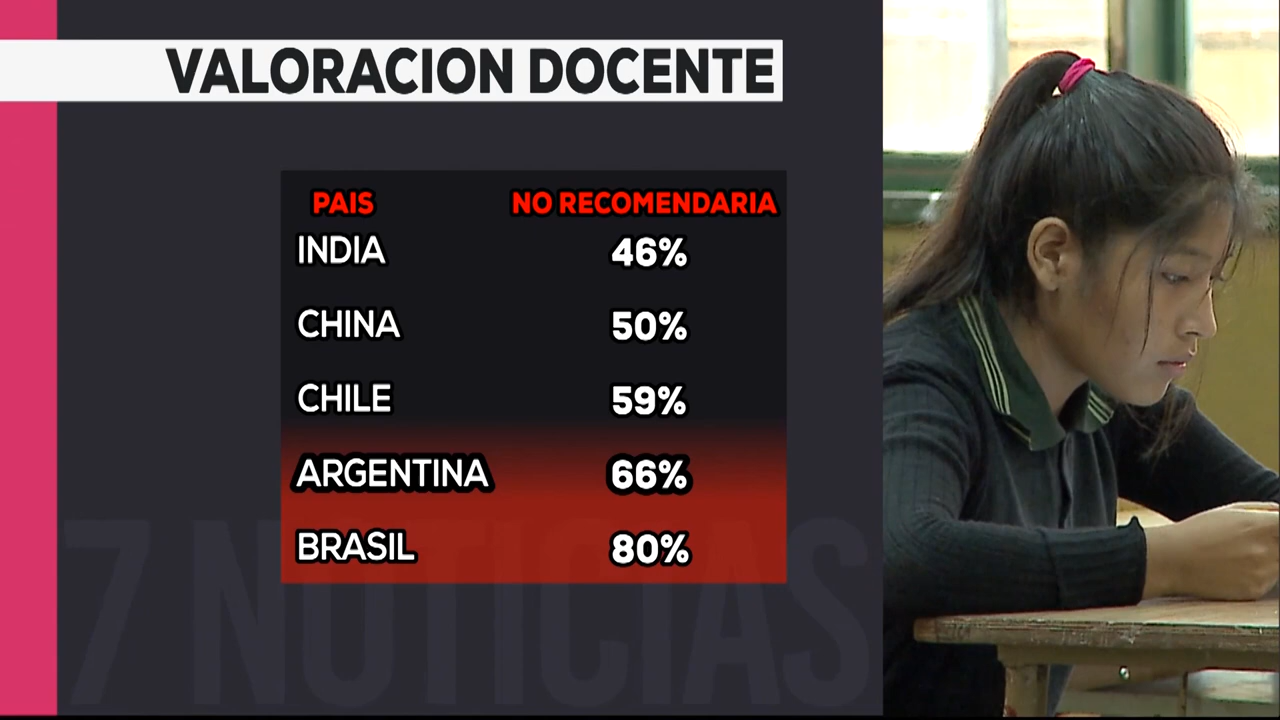 VALORACION DOCENTE
PAIS NO RECOMENDARIA
INDIA 46%
CHINA 50%
CHILE 59%
ARGENTINA 66%
BRASIL 80%
7 NOTICIAS